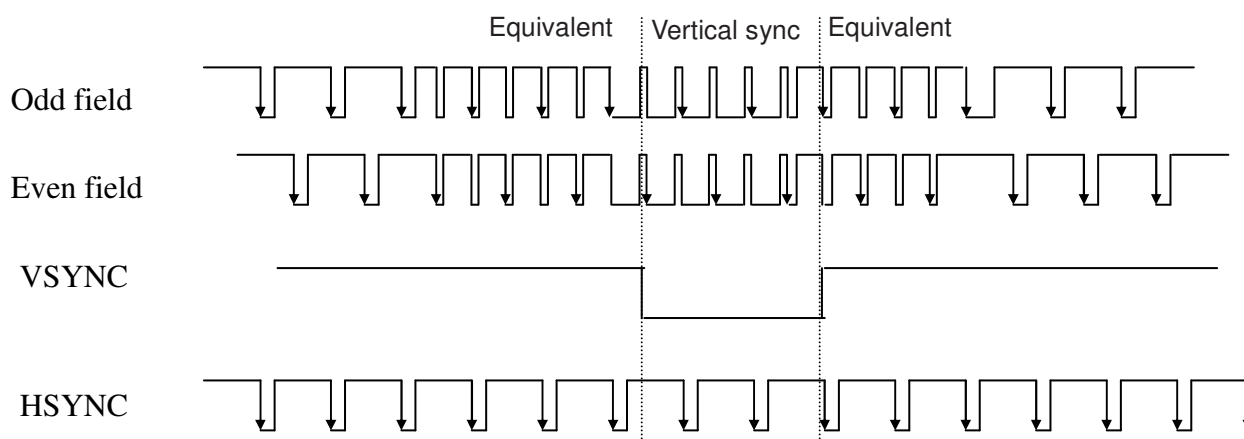 Equivalent Vertical sync Equivalent
Odd field
Even field
VSYNC
HSYNC